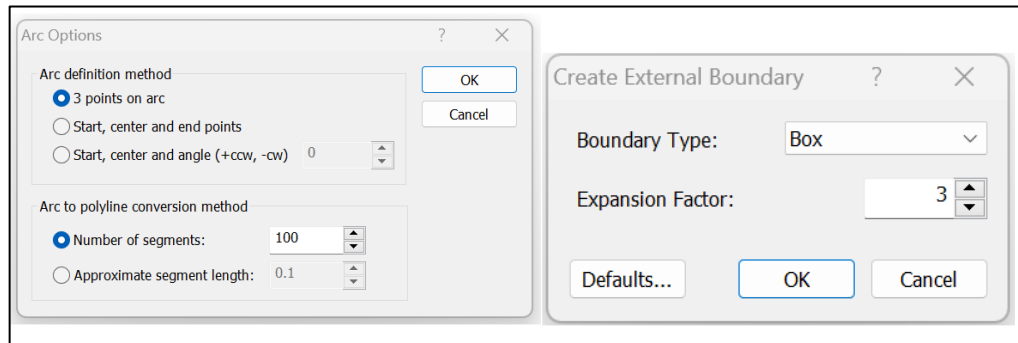 Arc Options ?
Arc definition method
3 points on arc
Start, center and end points
Start, center and angle (+ccw, -cw) 0
OK
Cancel
Arc to polyline conversion method
Number of segments: 100
Approximate segment length: 0.1
Create External Boundary ?
Boundary Type: Box
Expansion Factor: 3
Defaults... OK Cancel